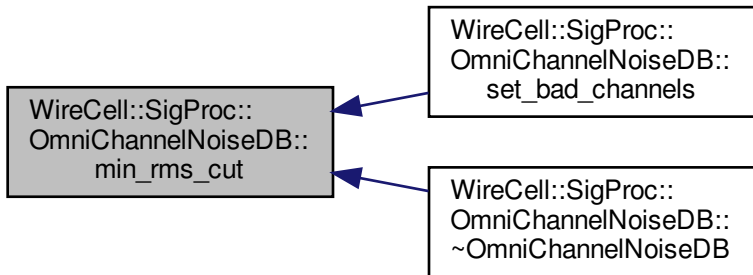 WireCell::SigProc::
OmniChannelNoiseDB::
min_rms_cut
WireCell::SigProc::
OmniChannelNoiseDB::
set_bad_channels
WireCell::SigProc::
OmniChannelNoiseDB::
~OmniChannelNoiseDB